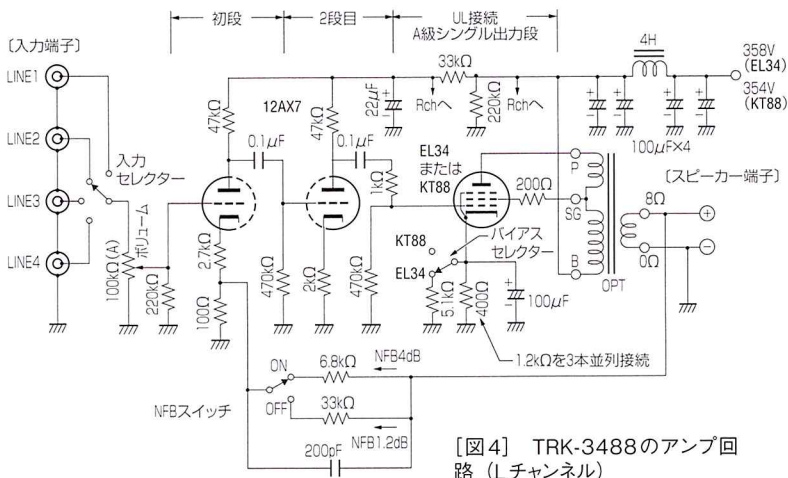 初段
2段目
UL接続
A級シングル出力段
〔入力端子〕
LINE1
LINE2
LINE3
LINE4
入力
セレクター
ボリューム
100kΩ(A)
220kΩ
47kΩ
12AX7
0.1μF
2.7kΩ
100Ω
470kΩ
47kΩ
0.1μF
2kΩ
1kΩ
470kΩ
22μF
33kΩ
Rchへ
220kΩ
Rchへ
4H
358V
(EL34)
354V
(KT88)
100μF×4
EL34
または
KT88
200Ω
P
SG
B
OPT
〔スピーカー端子〕
8Ω
0Ω
+
−
KT88
バイアス
セレクター
EL34
5.1kΩ
400Ω
100μF
1.2kΩを3本並列接続
NFBスイッチ
ON
OFF
6.8kΩ
NFB4dB
33kΩ
NFB1.2dB
200pF
[図4] TRK-3488のアンプ回
路(Lチャンネル)